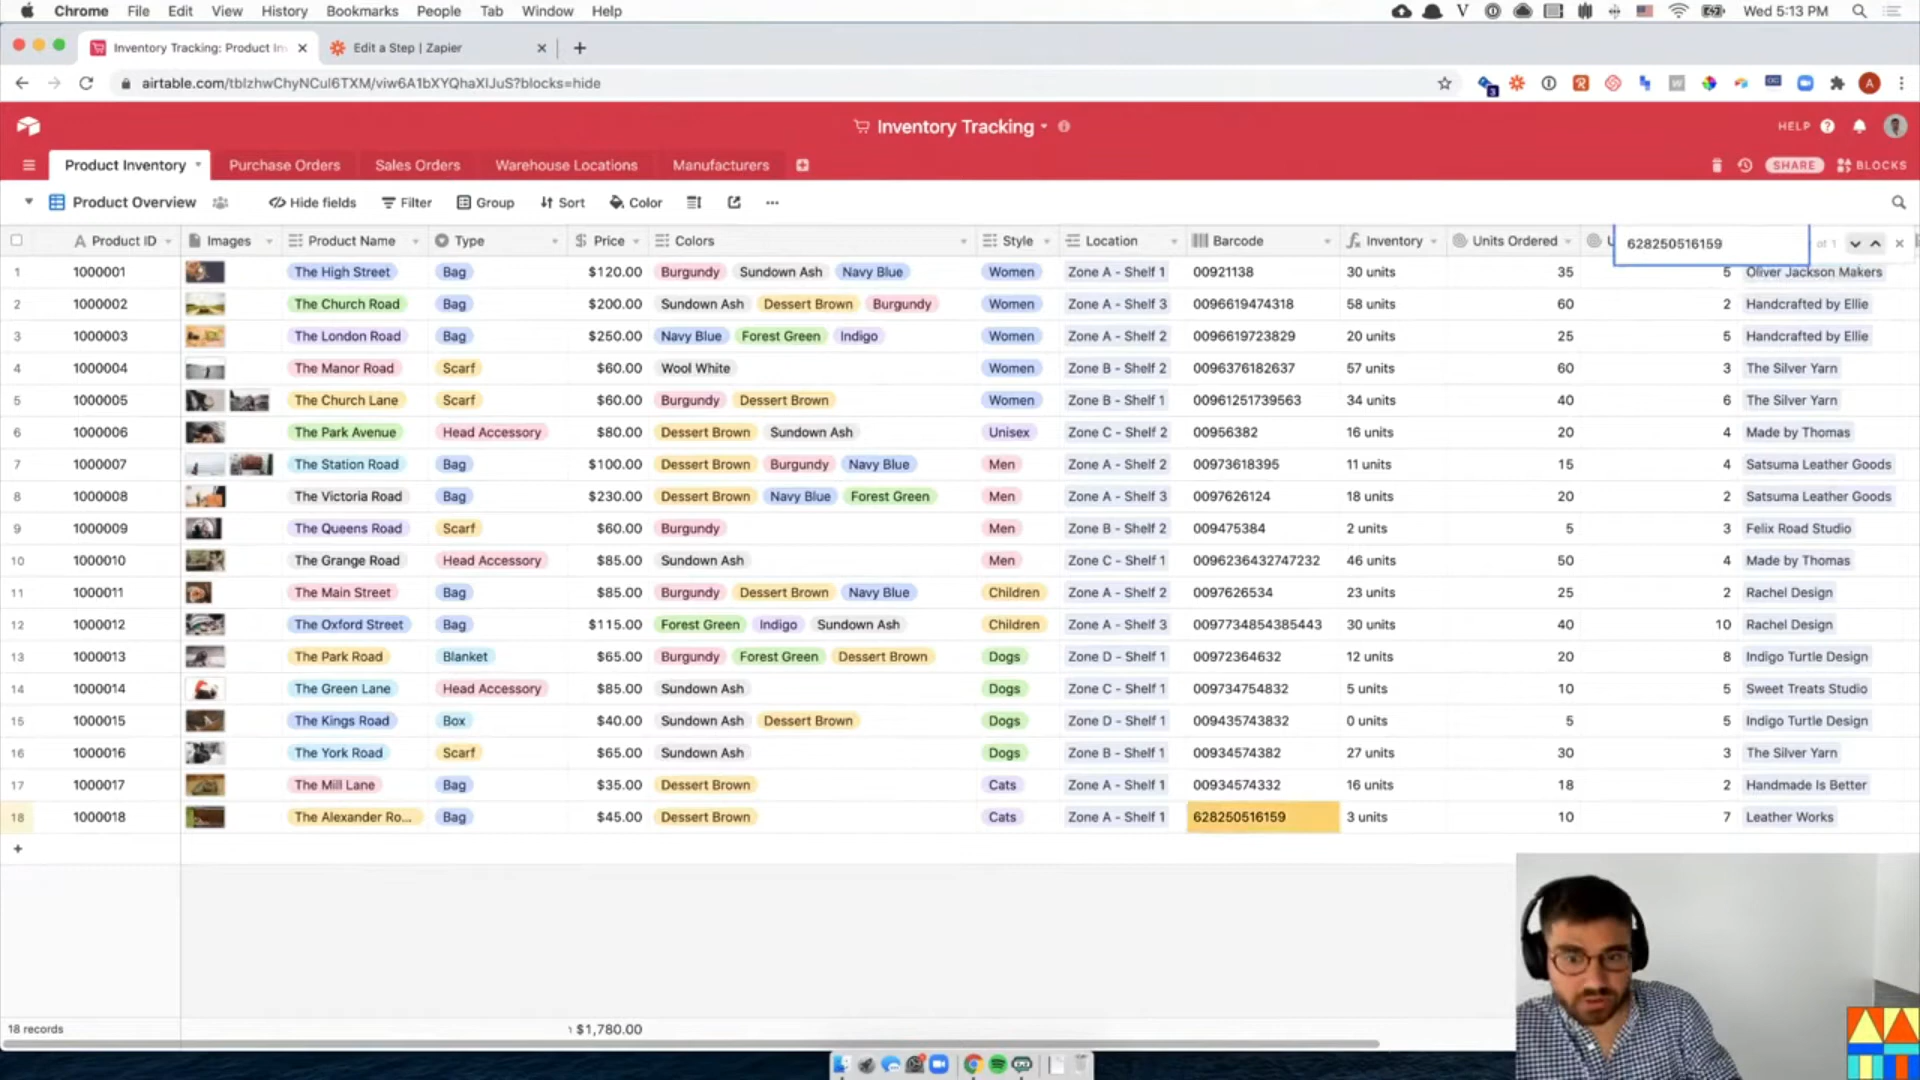 Chrome File Edit View History Bookmarks People Tab Window Help Wed 5:13 PM
Inventory Tracking: Product In Edit a Step | Zapier
airtable.com/tblzhwChyNCul6TXM/viw6A1bXYQhaXIJuS?blocks=hide
Inventory Tracking HELP
Product Inventory Purchase Orders Sales Orders Warehouse Locations Manufacturers SHARE BLOCKS
Product Overview Hide fields Filter Group Sort Color
Product ID Images Product Name Type Price Colors Style Location Barcode Inventory Units Ordered U 628250516159 of 1
1 1000001 The High Street Bag $120.00 Burgundy Sundown Ash Navy Blue Women Zone A - Shelf 1 00921138 30 units 35 5 Oliver Jackson Makers
2 1000002 The Church Road Bag $200.00 Sundown Ash Dessert Brown Burgundy Women Zone A - Shelf 3 0096619474318 58 units 60 2 Handcrafted by Ellie
3 1000003 The London Road Bag $250.00 Navy Blue Forest Green Indigo Women Zone A - Shelf 2 0096619723829 20 units 25 5 Handcrafted by Ellie
4 1000004 The Manor Road Scarf $60.00 Wool White Women Zone B - Shelf 2 0096376182637 57 units 60 3 The Silver Yarn
5 1000005 The Church Lane Scarf $60.00 Burgundy Dessert Brown Women Zone B - Shelf 1 00961251739563 34 units 40 6 The Silver Yarn
6 1000006 The Park Avenue Head Accessory $80.00 Dessert Brown Sundown Ash Unisex Zone C - Shelf 2 00956382 16 units 20 4 Made by Thomas
7 1000007 The Station Road Bag $100.00 Dessert Brown Burgundy Navy Blue Men Zone A - Shelf 2 00973618395 11 units 15 4 Satsuma Leather Goods
8 1000008 The Victoria Road Bag $230.00 Dessert Brown Navy Blue Forest Green Men Zone A - Shelf 3 0097626124 18 units 20 2 Satsuma Leather Goods
9 1000009 The Queens Road Scarf $60.00 Burgundy Men Zone B - Shelf 2 009475384 2 units 5 3 Felix Road Studio
10 1000010 The Grange Road Head Accessory $85.00 Sundown Ash Men Zone C - Shelf 1 0096236432747232 46 units 50 4 Made by Thomas
11 1000011 The Main Street Bag $85.00 Burgundy Dessert Brown Navy Blue Children Zone A - Shelf 2 0097626534 23 units 25 2 Rachel Design
12 1000012 The Oxford Street Bag $115.00 Forest Green Indigo Sundown Ash Children Zone A - Shelf 3 0097734854385443 30 units 40 10 Rachel Design
13 1000013 The Park Road Blanket $65.00 Burgundy Forest Green Dessert Brown Dogs Zone D - Shelf 1 00972364632 12 units 20 8 Indigo Turtle Design
14 1000014 The Green Lane Head Accessory $85.00 Sundown Ash Dogs Zone C - Shelf 1 009734754832 5 units 10 5 Sweet Treats Studio
15 1000015 The Kings Road Box $40.00 Sundown Ash Dessert Brown Dogs Zone D - Shelf 1 009435743832 0 units 5 5 Indigo Turtle Design
16 1000016 The York Road Scarf $65.00 Sundown Ash Dogs Zone B - Shelf 1 00934574382 27 units 30 3 The Silver Yarn
17 1000017 The Mill Lane Bag $35.00 Dessert Brown Cats Zone A - Shelf 1 00934574332 16 units 18 2 Handmade Is Better
18 1000018 The Alexander Ro... Bag $45.00 Dessert Brown Cats Zone A - Shelf 1 628250516159 3 units 10 7 Leather Works
18 records $1,780.00